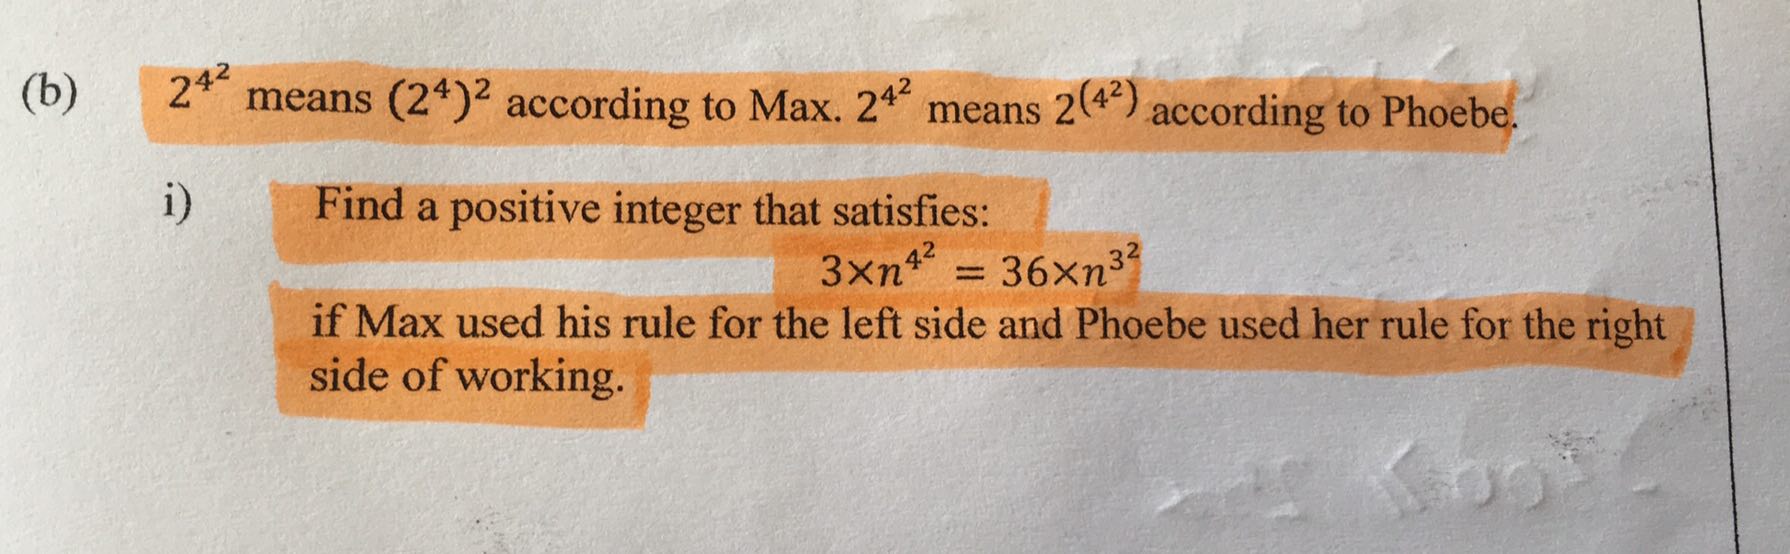 (b) 2^4^2 means (2^4)^2 according to Max. 2^4^2 means 2^(4^2) according to Phoebe.
i) Find a positive integer that satisfies:
3×n^4^2 = 36×n^3^2
if Max used his rule for the left side and Phoebe used her rule for the right
side of working.